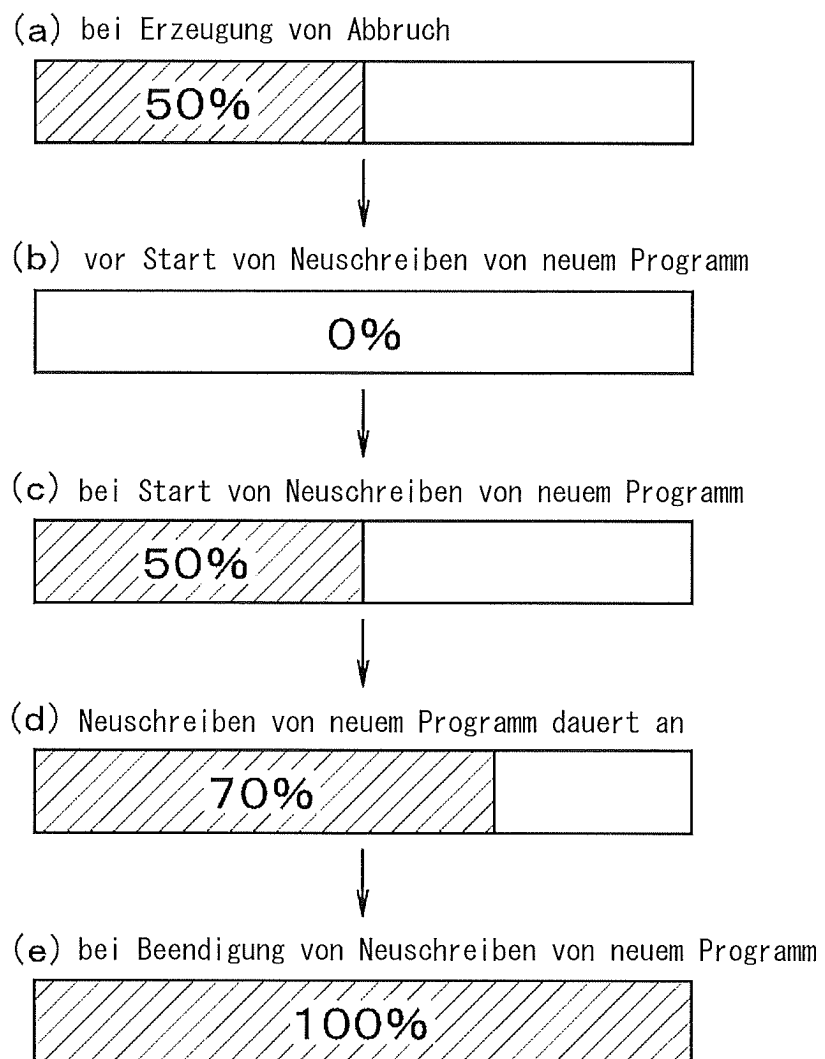 (a) bei Erzeugung von Abbruch
50%
(b) vor Start von Neuschreiben von neuem Programm
0%
(c) bei Start von Neuschreiben von neuem Programm
50%
(d) Neuschreiben von neuem Programm dauert an
70%
(e) bei Beendigung von Neuschreiben von neuem Programm
100%